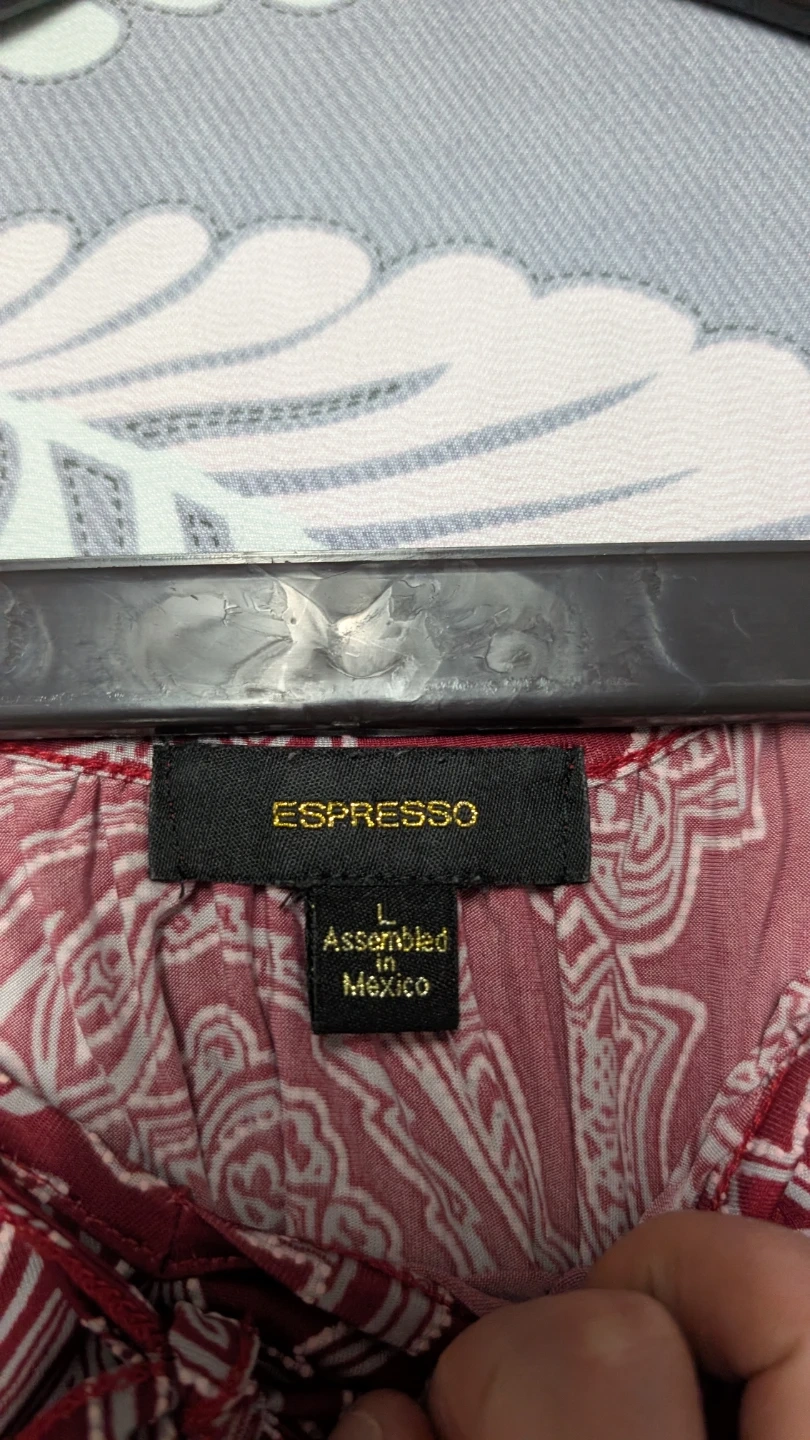 ESPRESSO
L
Assembled
in
Mexico